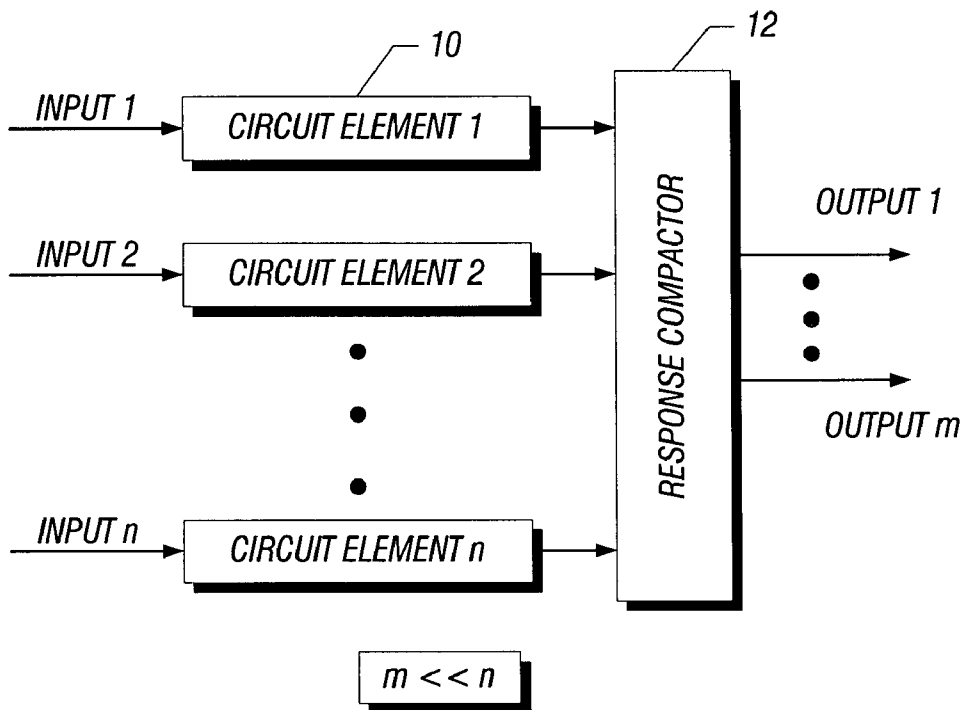 10
12
INPUT 1
CIRCUIT ELEMENT 1
INPUT 2
CIRCUIT ELEMENT 2
INPUT n
CIRCUIT ELEMENT n
RESPONSE COMPACTOR
OUTPUT 1
OUTPUT m
m << n